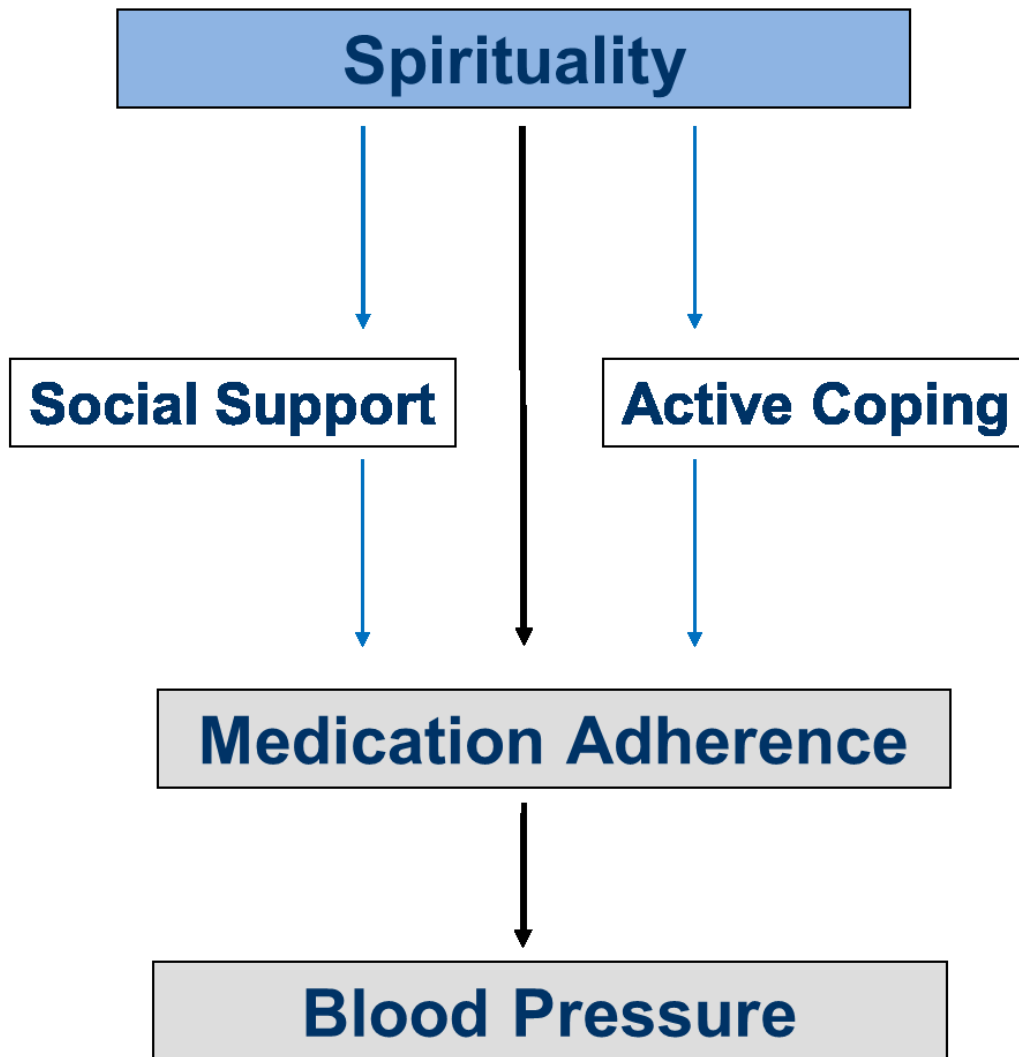 Spirituality
Social Support
Active Coping
Medication Adherence
Blood Pressure